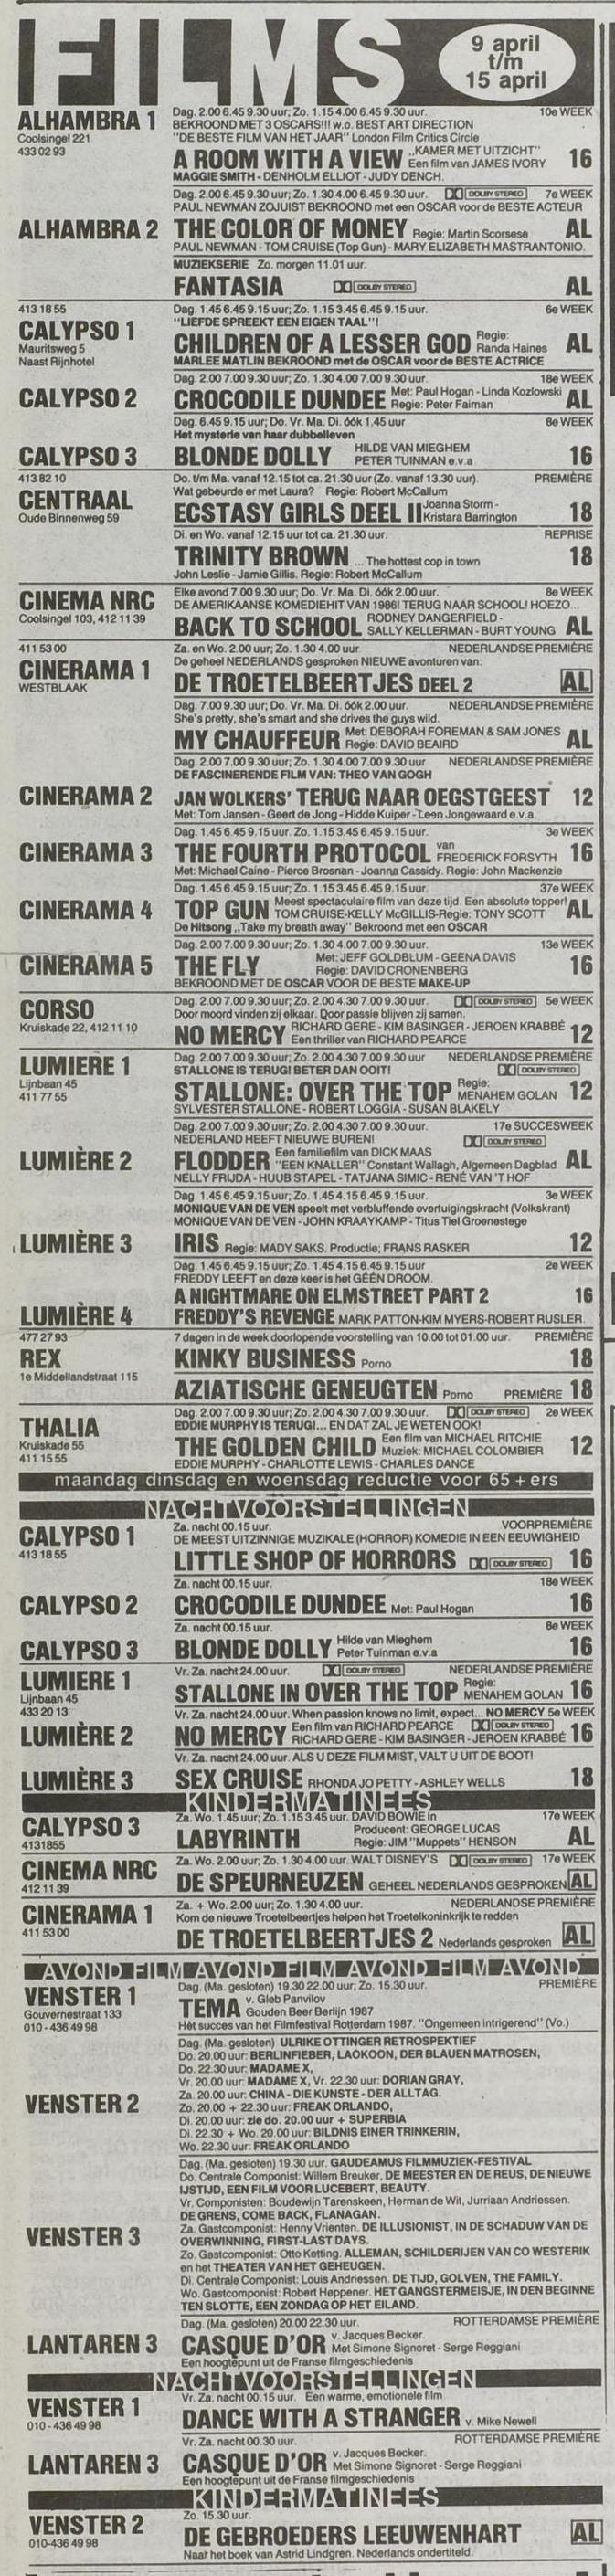 FILMS
9 april
t/m
15 april
ALHAMBRA 1
Coolsingel 221
433 02 93
Dag. 2.00 6.45 9.30 uur; Zo. 1.15 4.00 6.45 9.30 uur. 10e WEEK
BEKROOND MET 3 OSCARS!!! w.o. BEST ART DIRECTION
"DE BESTE FILM VAN HET JAAR" London Film Critics Circle
A ROOM WITH A VIEW „KAMER MET UITZICHT" Een film van JAMES IVORY 16
MAGGIE SMITH - DENHOLM ELLIOT - JUDY DENCH.
ALHAMBRA 2
Dag. 2.00 6.45 9.30 uur; Zo. 1.30 4.00 6.45 9.30 uur. DOLBY STEREO 7e WEEK
PAUL NEWMAN ZOJUIST BEKROOND met een OSCAR voor de BESTE ACTEUR
THE COLOR OF MONEY Regie: Martin Scorsese AL
PAUL NEWMAN - TOM CRUISE (Top Gun) - MARY ELIZABETH MASTRANTONIO.
MUZIEKSERIE Zo. morgen 11.01 uur.
FANTASIA DOLBY STEREO AL
413 18 55
CALYPSO 1
Mauritsweg 5
Naast Rijnhotel
Dag. 1.45 6.45 9.15 uur; Zo. 1.15 3.45 6.45 9.15 uur. 6e WEEK
"LIEFDE SPREEKT EEN EIGEN TAAL"!
CHILDREN OF A LESSER GOD Regie: Randa Haines AL
MARLEE MATLIN BEKROOND met de OSCAR voor de BESTE ACTRICE
CALYPSO 2
Dag. 2.00 7.00 9.30 uur; Zo. 1.30 4.00 7.00 9.30 uur. 18e WEEK
CROCODILE DUNDEE Met: Paul Hogan - Linda Kozlowski Regie: Peter Faiman AL
CALYPSO 3
Dag. 6.45 9.15 uur; Do. Vr. Ma. Di. óók 1.45 uur 8e WEEK
Het mysterie van haar dubbelleven
BLONDE DOLLY HILDE VAN MIEGHEM PETER TUINMAN e.v.a 16
413 82 10
CENTRAAL
Oude Binnenweg 59
Do. t/m Ma. vanaf 12.15 tot ca. 21.30 uur (Zo. vanaf 13.30 uur). PREMIÈRE
Wat gebeurde er met Laura? Regie: Robert McCallum
ECSTASY GIRLS DEEL II Joanna Storm - Kristara Barrington 18
Di. en Wo. vanaf 12.15 uur tot ca. 21.30 uur. REPRISE
TRINITY BROWN ... The hottest cop in town 18
John Leslie - Jamie Gillis. Regie: Robert McCallum
CINEMA NRC
Coolsingel 103, 412 11 39
Elke avond 7.00 9.30 uur; Do. Vr. Ma. Di. óók 2.00 uur. 8e WEEK
DE AMERIKAANSE KOMEDIEHIT VAN 1986! TERUG NAAR SCHOOL! HOEZO...
BACK TO SCHOOL RODNEY DANGERFIELD - SALLY KELLERMAN - BURT YOUNG AL
411 53 00
CINERAMA 1
WESTBLAAK
Za. en Wo. 2.00 uur; Zo. 1.30 4.00 uur NEDERLANDSE PREMIÈRE
De geheel NEDERLANDS gesproken NIEUWE avonturen van:
DE TROETELBEERTJES DEEL 2 AL
Dag. 7.00 9.30 uur; Do. Vr. Ma. Di. óók 2.00 uur. NEDERLANDSE PREMIÈRE
She's pretty, she's smart and she drives the guys wild.
MY CHAUFFEUR Met: DEBORAH FOREMAN & SAM JONES Regie: DAVID BEAIRD AL
CINERAMA 2
Dag. 2.00 7.00 9.30 uur; Zo. 1.30 4.00 7.00 9.30 uur NEDERLANDSE PREMIÈRE
DE FASCINERENDE FILM VAN: THEO VAN GOGH
JAN WOLKERS' TERUG NAAR OEGSTGEEST 12
Met: Tom Jansen - Geert de Jong - Hidde Kuiper - Leen Jongewaard e.v.a.
CINERAMA 3
Dag. 1.45 6.45 9.15 uur; Zo. 1.15 3.45 6.45 9.15 uur. 3e WEEK
THE FOURTH PROTOCOL van FREDERICK FORSYTH 16
Met: Michael Caine - Pierce Brosnan - Joanna Cassidy. Regie: John Mackenzie
CINERAMA 4
Dag. 1.45 6.45 9.15 uur; Zo. 1.15 3.45 6.45 9.15 uur. 37e WEEK
TOP GUN Meest spectaculaire film van deze tijd. Een absolute topper! TOM CRUISE-KELLY McGILLIS-Regie: TONY SCOTT AL
De Hitsong „Take my breath away" Bekroond met een OSCAR
CINERAMA 5
Dag. 2.00 7.00 9.30 uur; Zo. 1.30 4.00 7.00 9.30 uur. 13e WEEK
THE FLY Met: JEFF GOLDBLUM - GEENA DAVIS Regie: DAVID CRONENBERG 16
BEKROOND MET DE OSCAR VOOR DE BESTE MAKE-UP
CORSO
Kruiskade 22, 412 11 10
Dag. 2.00 7.00 9.30 uur; Zo. 2.00 4.30 7.00 9.30 uur. DOLBY STEREO 5e WEEK
Door moord vinden zij elkaar. Door passie blijven zij samen.
NO MERCY RICHARD GERE - KIM BASINGER - JEROEN KRABBÉ Een thriller van RICHARD PEARCE 12
LUMIERE 1
Lijnbaan 45
411 77 55
Dag. 2.00 7.00 9.30 uur; Zo. 2.00 4.30 7.00 9.30 uur NEDERLANDSE PREMIÈRE
STALLONE IS TERUG! BETER DAN OOIT! DOLBY STEREO
STALLONE: OVER THE TOP Regie: MENAHEM GOLAN 12
SYLVESTER STALLONE - ROBERT LOGGIA - SUSAN BLAKELY
LUMIÈRE 2
Dag. 2.00 7.00 9.30 uur; Zo. 2.00 4.30 7.00 9.30 uur. 17e SUCCESWEEK
NEDERLAND HEEFT NIEUWE BUREN! DOLBY STEREO
FLODDER Een familiefilm van DICK MAAS "EEN KNALLER" Constant Wallagh, Algemeen Dagblad AL
NELLY FRIJDA - HUUB STAPEL - TATJANA SIMIC - RENÉ VAN 'T HOF
LUMIÈRE 3
Dag. 1.45 6.45 9.15 uur; Zo. 1.45 4.15 6.45 9.15 uur. 3e WEEK
MONIQUE VAN DE VEN speelt met verbluffende overtuigingskracht (Volkskrant)
MONIQUE VAN DE VEN - JOHN KRAAYKAMP - Titus Tiel Groenestege
IRIS Regie: MADY SAKS. Productie; FRANS RASKER 12
LUMIÈRE 4
Dag. 1.45 6.45 9.15 uur; Zo. 1.45 4.15 6.45 9.15 uur. 2e WEEK
FREDDY LEEFT en deze keer is het GÉÉN DROOM.
A NIGHTMARE ON ELMSTREET PART 2 16
FREDDY'S REVENGE MARK PATTON-KIM MYERS-ROBERT RUSLER.
477 27 93
REX
1e Middellandstraat 115
7 dagen in de week doorlopende voorstelling van 10.00 tot 01.00 uur. PREMIÈRE
KINKY BUSINESS Porno 18
AZIATISCHE GENEUGTEN Porno PREMIÈRE 18
THALIA
Kruiskade 55
411 15 55
Dag. 2.00 7.00 9.30 uur; Zo. 2.00 4.30 7.00 9.30 uur. DOLBY STEREO 2e WEEK
EDDIE MURPHY IS TERUG!... EN DAT ZAL JE WETEN OOK!
THE GOLDEN CHILD Een film van MICHAEL RITCHIE Muziek: MICHAEL COLOMBIER 12
EDDIE MURPHY - CHARLOTTE LEWIS - CHARLES DANCE
maandag dinsdag en woensdag reductie voor 65 + ers
NACHTVOORSTELLINGEN
CALYPSO 1
413 18 55
Za. nacht 00.15 uur. VOORPREMIÈRE
DE MEEST UITZINNIGE MUZIKALE (HORROR) KOMEDIE IN EEN EEUWIGHEID
LITTLE SHOP OF HORRORS DOLBY STEREO 16
CALYPSO 2
Za. nacht 00.15 uur. 18e WEEK
CROCODILE DUNDEE Met: Paul Hogan 16
CALYPSO 3
Za. nacht 00.15 uur. 8e WEEK
BLONDE DOLLY Hilde van Mieghem Peter Tuinman e.v.a 16
LUMIERE 1
Lijnbaan 45
433 20 13
Vr. Za. nacht 24.00 uur. DOLBY STEREO NEDERLANDSE PREMIÈRE
STALLONE IN OVER THE TOP Regie: MENAHEM GOLAN 16
LUMIÈRE 2
Vr. Za. nacht 24.00 uur. When passion knows no limit, expect... NO MERCY 5e WEEK
NO MERCY Een film van RICHARD PEARCE DOLBY STEREO RICHARD GERE - KIM BASINGER - JEROEN KRABBÉ 16
LUMIÈRE 3
Vr. Za. nacht 24.00 uur. ALS U DEZE FILM MIST, VALT U UIT DE BOOT!
SEX CRUISE RHONDA JO PETTY - ASHLEY WELLS 18
KINDERMATINEES
CALYPSO 3
4131855
Za. Wo. 1.45 uur; Zo. 1.15 3.45 uur. DAVID BOWIE in 17e WEEK
LABYRINTH Producent: GEORGE LUCAS Regie: JIM "Muppets" HENSON AL
CINEMA NRC
412 11 39
Za. Wo. 2.00 uur; Zo. 1.30 4.00 uur. WALT DISNEY'S DOLBY STEREO 17e WEEK
DE SPEURNEUZEN GEHEEL NEDERLANDS GESPROKEN AL
CINERAMA 1
411 53 00
Za. + Wo. 2.00 uur; Zo. 1.30 4.00 uur. NEDERLANDSE PREMIÈRE
Kom de nieuwe Troetelbeertjes helpen het Troetelkoninkrijk te redden
DE TROETELBEERTJES 2 Nederlands gesproken AL
AVOND FILM AVOND FILM AVOND FILM AVOND
VENSTER 1
Gouvernestraat 133
010 - 436 49 98
Dag. (Ma. gesloten) 19.30 22.00 uur; Zo. 15.30 uur. PREMIÈRE
TEMA v. Gleb Panvilov Gouden Beer Berlijn 1987
Hét succes van het Filmfestival Rotterdam 1987. "Ongemeen intrigerend" (Vo.)
VENSTER 2
Dag. (Ma. gesloten) ULRIKE OTTINGER RETROSPEKTIEF
Do. 20.00 uur: BERLINFIEBER, LAOKOON, DER BLAUEN MATROSEN,
Do. 22.30 uur: MADAME X,
Vr. 20.00 uur: MADAME X, Vr. 22.30 uur: DORIAN GRAY,
Za. 20.00 uur: CHINA - DIE KUNSTE - DER ALLTAG.
Zo. 20.00 + 22.30 uur: FREAK ORLANDO,
Di. 20.00 uur: zie do. 20.00 uur + SUPERBIA
Di. 22.30 + Wo. 20.00 uur: BILDNIS EINER TRINKERIN,
Wo. 22.30 uur: FREAK ORLANDO
VENSTER 3
Dag. (Ma. gesloten) 19.30 uur. GAUDEAMUS FILMMUZIEK-FESTIVAL
Do. Centrale Componist: Willem Breuker, DE MEESTER EN DE REUS, DE NIEUWE
IJSTIJD, EEN FILM VOOR LUCEBERT, BEAUTY.
Vr. Componisten: Boudewijn Tarenskeen, Herman de Wit, Jurriaan Andriessen.
DE GRENS, COME BACK, FLANAGAN.
Za. Gastcomponist: Henny Vrienten. DE ILLUSIONIST, IN DE SCHADUW VAN DE
OVERWINNING, FIRST-LAST DAYS.
Zo. Gastcomponist: Otto Ketting. ALLEMAN, SCHILDERIJEN VAN CO WESTERIK
en het THEATER VAN HET GEHEUGEN.
Di. Centrale Componist: Louis Andriessen. DE TIJD, GOLVEN, THE FAMILY.
Wo. Gastcomponist: Robert Heppener. HET GANGSTERMEISJE, IN DEN BEGINNE
TEN SLOTTE, EEN ZONDAG OP HET EILAND.
LANTAREN 3
Dag. (Ma. gesloten) 20.00 22.30 uur. ROTTERDAMSE PREMIÈRE
CASQUE D'OR v. Jacques Becker. Met Simone Signoret - Serge Reggiani
Een hoogtepunt uit de Franse filmgeschiedenis
NACHTVOORSTELLINGEN
VENSTER 1
010 - 436 49 98
Vr. Za. nacht 00.15 uur. Een warme, emotionele film
DANCE WITH A STRANGER v. Mike Newell
LANTAREN 3
Vr. Za. nacht 00.30 uur. ROTTERDAMSE PREMIÈRE
CASQUE D'OR v. Jacques Becker. Met Simone Signoret - Serge Reggiani
Een hoogtepunt uit de Franse filmgeschiedenis
KINDERMATINEES
VENSTER 2
010-436 49 98
Zo. 15.30 uur.
DE GEBROEDERS LEEUWENHART AL
Naar het boek van Astrid Lindgren. Nederlands ondertiteld.